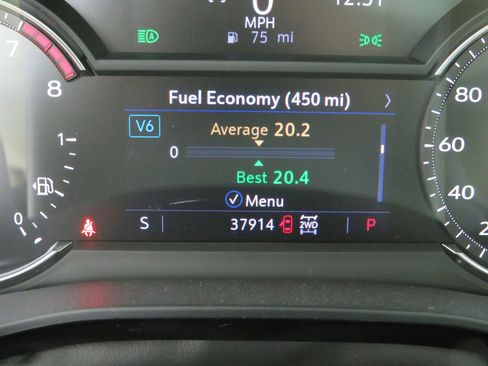 0
MPH
75 mi
7
8
1
0
Fuel Economy (450 mi)
V6
Average 20.2
0
Best 20.4
Menu
S 37914 2WD P
80
60
40